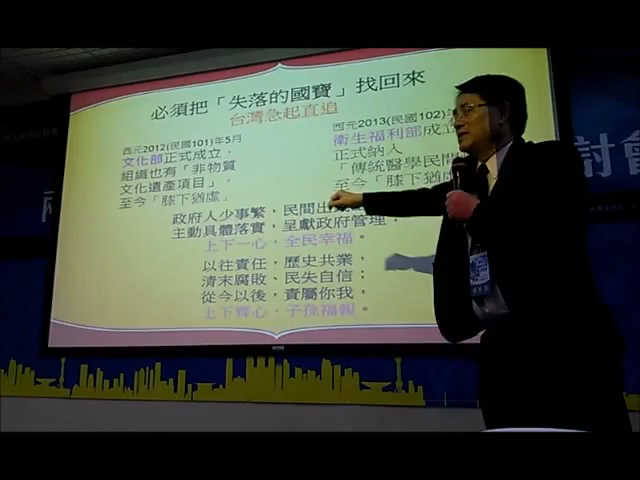 必須把「失落的國寶」找回來
台灣急起直追
西元2012(民國101)年5月
文化部正式成立，
組織也有「非物質
文化遺產項目」，
至今「膝下猶虛」
西元2013(民國102)年
衛生福利部成立
正式納入
「傳統醫學民間
至今「膝下猶
政府人少事繁，民間出
主動具體落實，呈獻政府管理。
上下一心，全民幸福。
以往責任，歷史共業，
清末腐敗、民失自信；
從今以後，責屬你我，
上下齊心、子孫福報。
兩
討會